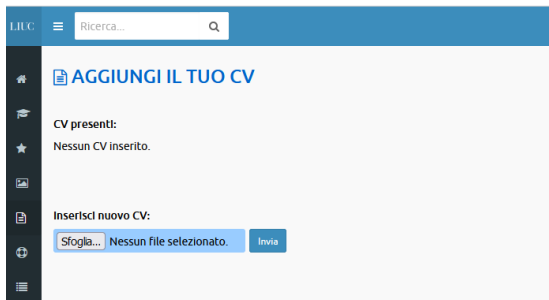 LIUC
Ricerca...
AGGIUNGI IL TUO CV
CV presenti:
Nessun CV inserito.
Inserisci nuovo CV:
Sfoglia... Nessun file selezionato. Invia